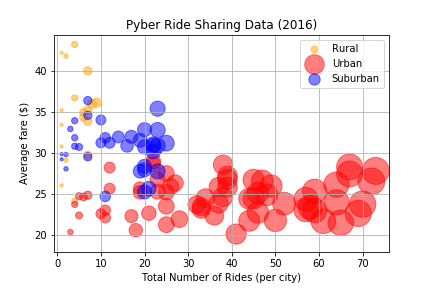 Pyber Ride Sharing Data (2016)
Rural
Urban
Suburban
40
35
30
25
20
Average fare ($)
0
10
20
30
40
50
60
70
Total Number of Rides (per city)